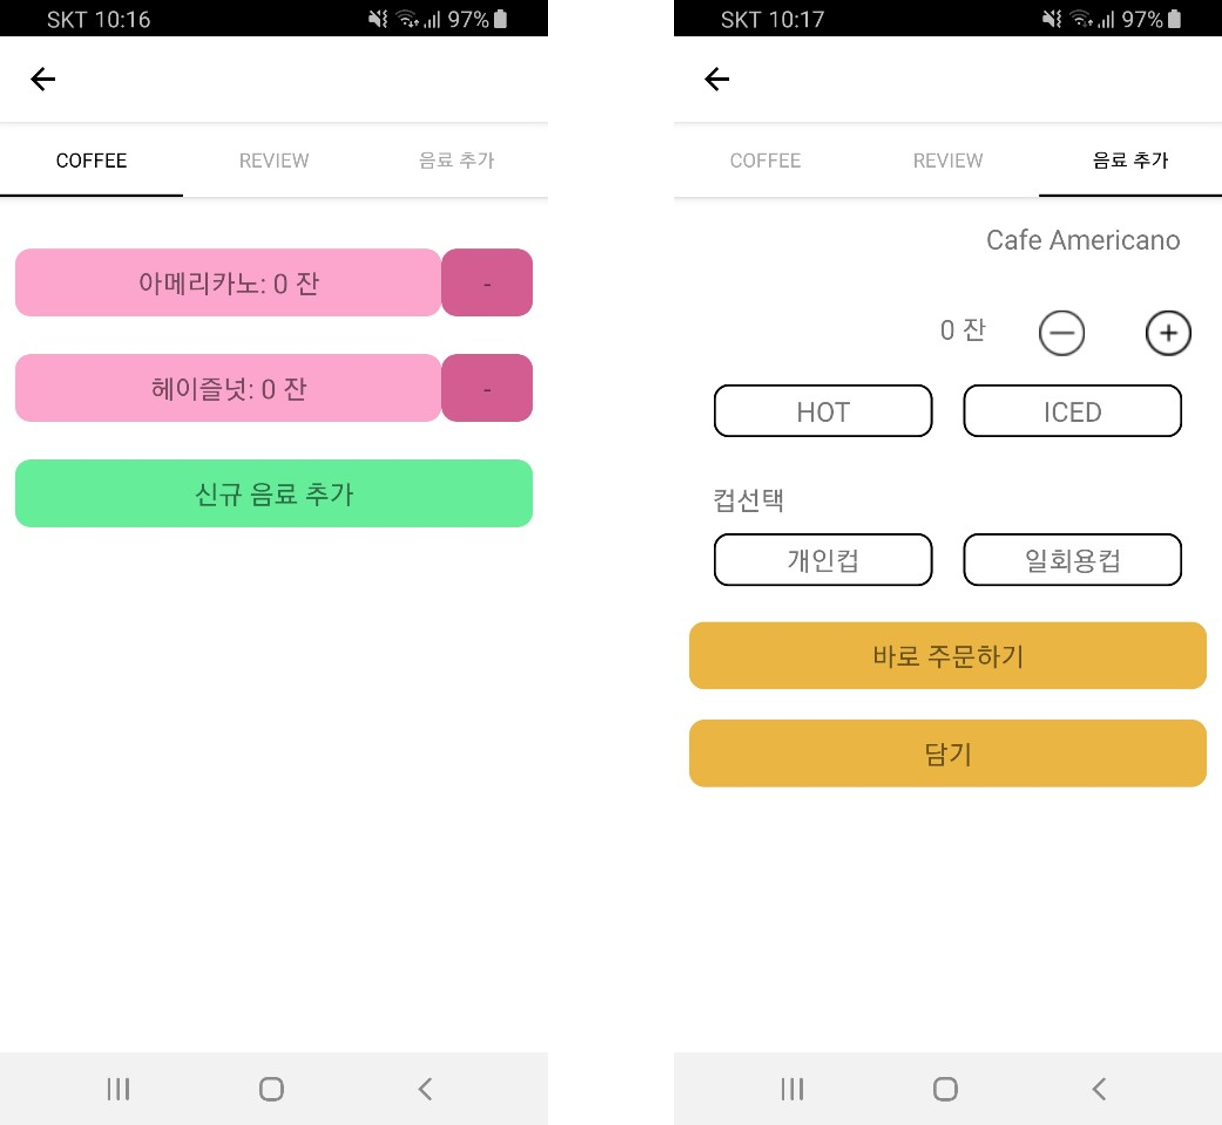 SKT 10:16 97%
COFFEE REVIEW 음료 추가
아메리카노: 0 잔 -
헤이즐넛: 0 잔 -
신규 음료 추가
SKT 10:17 97%
COFFEE REVIEW 음료 추가
Cafe Americano
0 잔
HOT ICED
컵선택
개인컵 일회용컵
바로 주문하기
담기